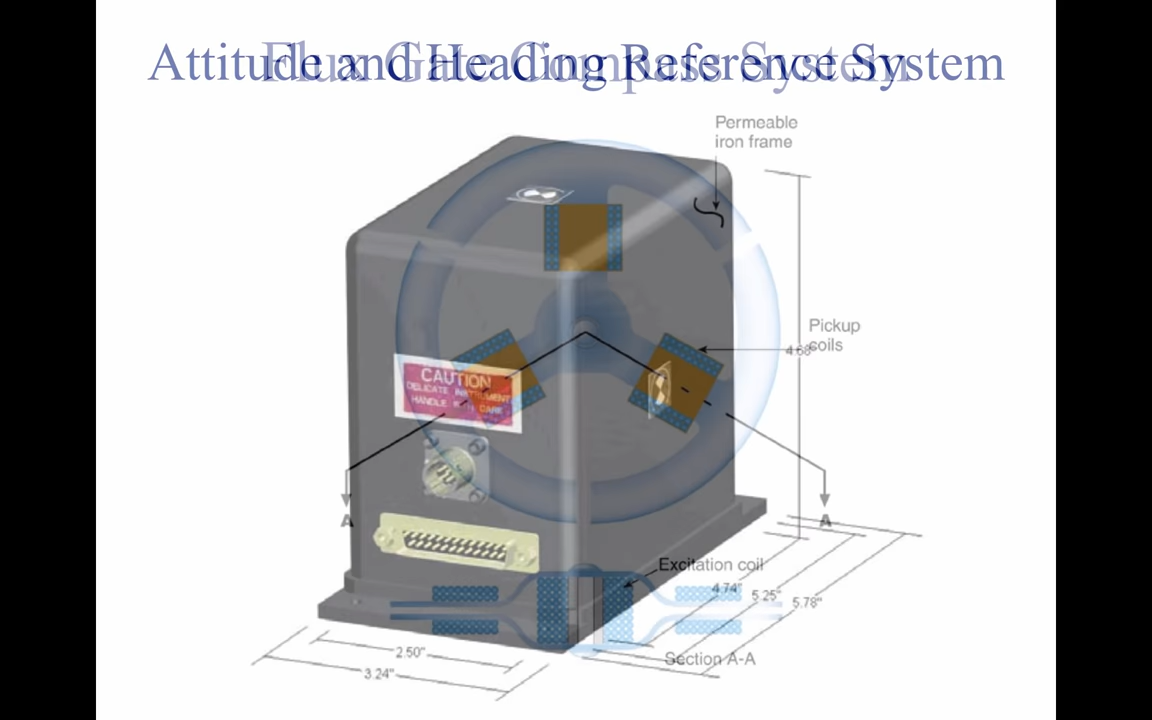 Attitude and Heading Reference System
Flux Gate Compass System
Permeable
iron frame
Pickup
coils
4.68"
CAUTION
DELICATE INSTRUMENT
HANDLE WITH CARE
A
A
Excitation coil
4.74"
5.25"
5.78"
2.50"
Section A-A
3.24"